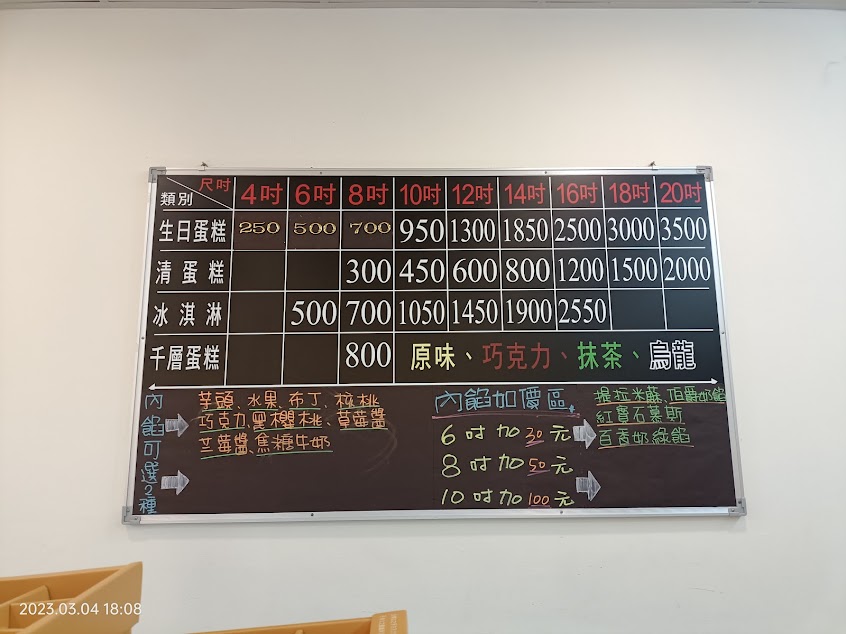 類別 尺吋 4吋 6吋 8吋 10吋 12吋 14吋 16吋 18吋 20吋
生日蛋糕 250 500 700 950 1300 1850 2500 3000 3500
清蛋糕 300 450 600 800 1200 1500 2000
冰淇淋 500 700 1050 1450 1900 2550
千層蛋糕 800 原味、巧克力、抹茶、烏龍
內餡可選2種
芋頭、水果、布丁、核桃
巧克力、黑櫻桃、草莓醬
芒莓醬、焦糖牛奶
內餡加價區
6吋加30元
8吋加50元
10吋加100元
提拉米蘇、伯爵奶餡
紅寶石慕斯
百香奶綠餡
2023.03.04 18:08